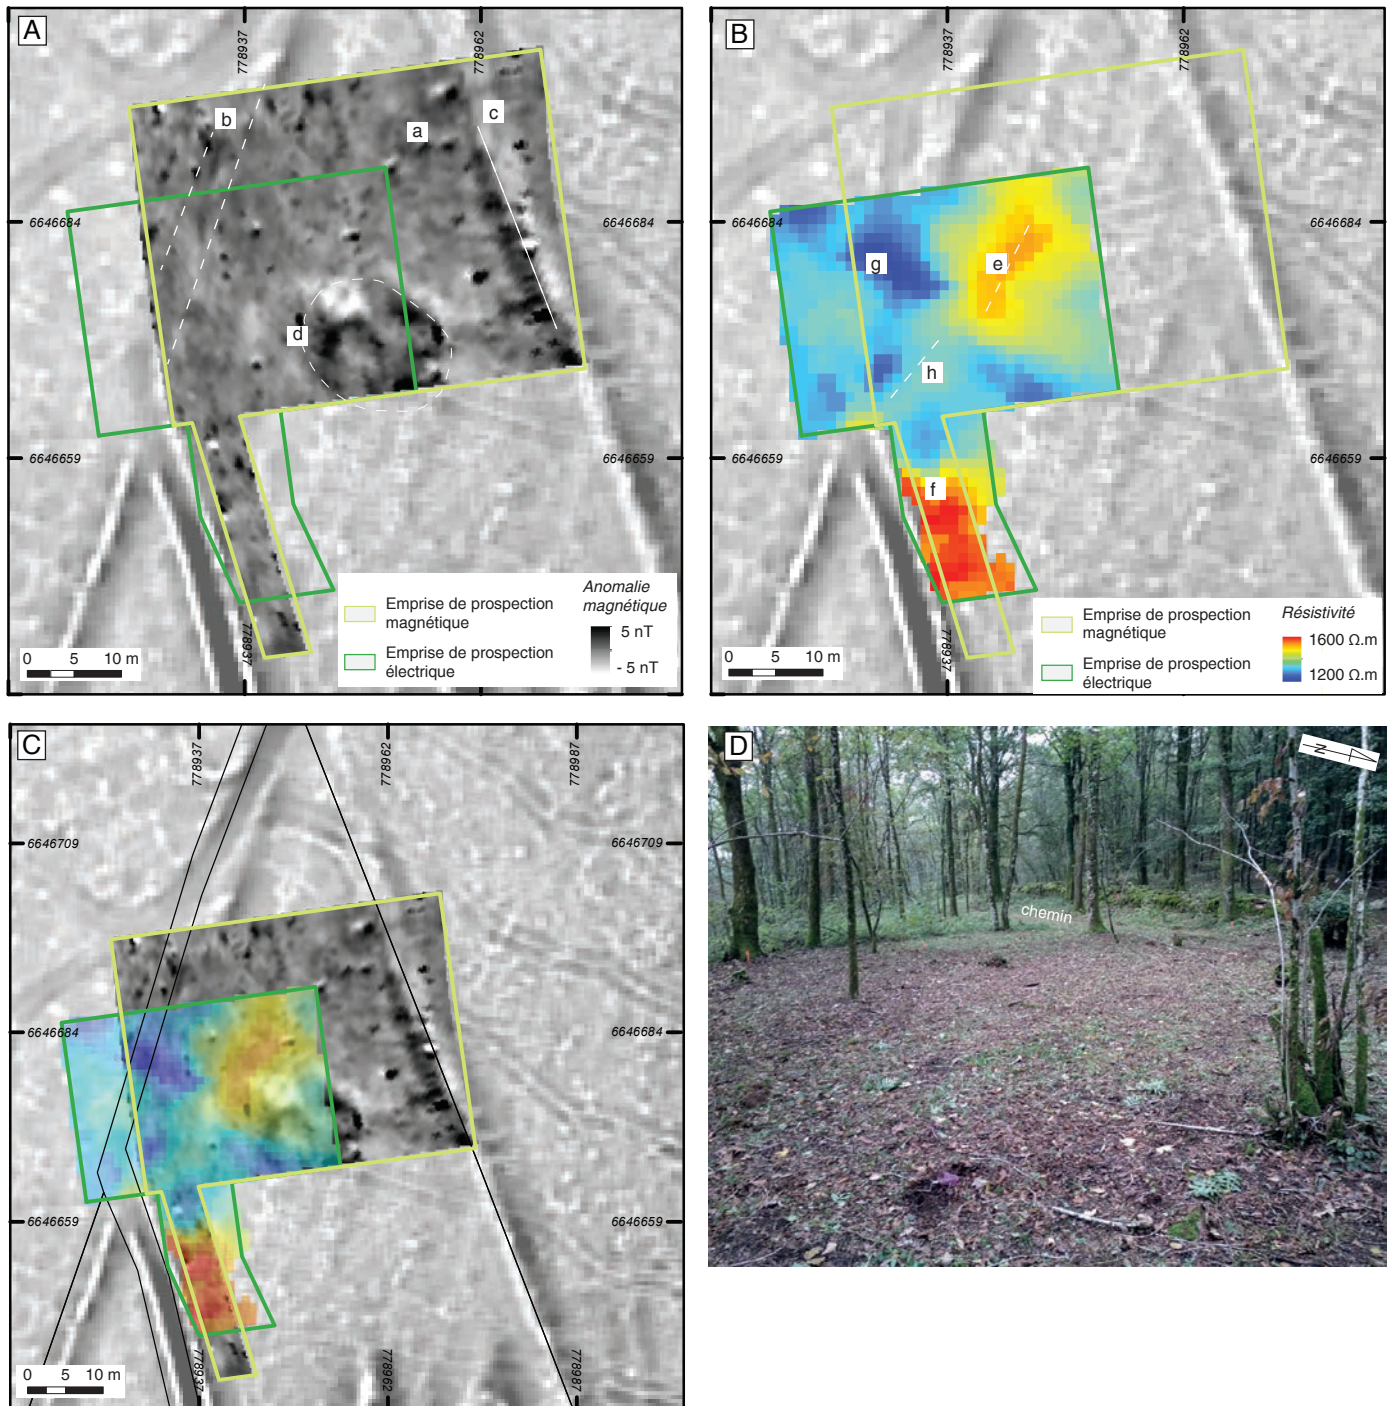 A
778937
778962
b
a
c
6646684
6646684
d
6646659
6646659
778937
0 5 10 m
Emprise de prospection
magnétique
Emprise de prospection
électrique
Anomalie
magnétique
5 nT
- 5 nT
B
778937
778962
6646684
6646684
g
e
h
6646659
6646659
f
778937
0 5 10 m
Emprise de prospection
magnétique
Emprise de prospection
électrique
Résistivité
1600 Ω.m
1200 Ω.m
C
778937
778962
778987
6646709
6646684
6646659
778937
778962
778987
0 5 10 m
D
N
chemin